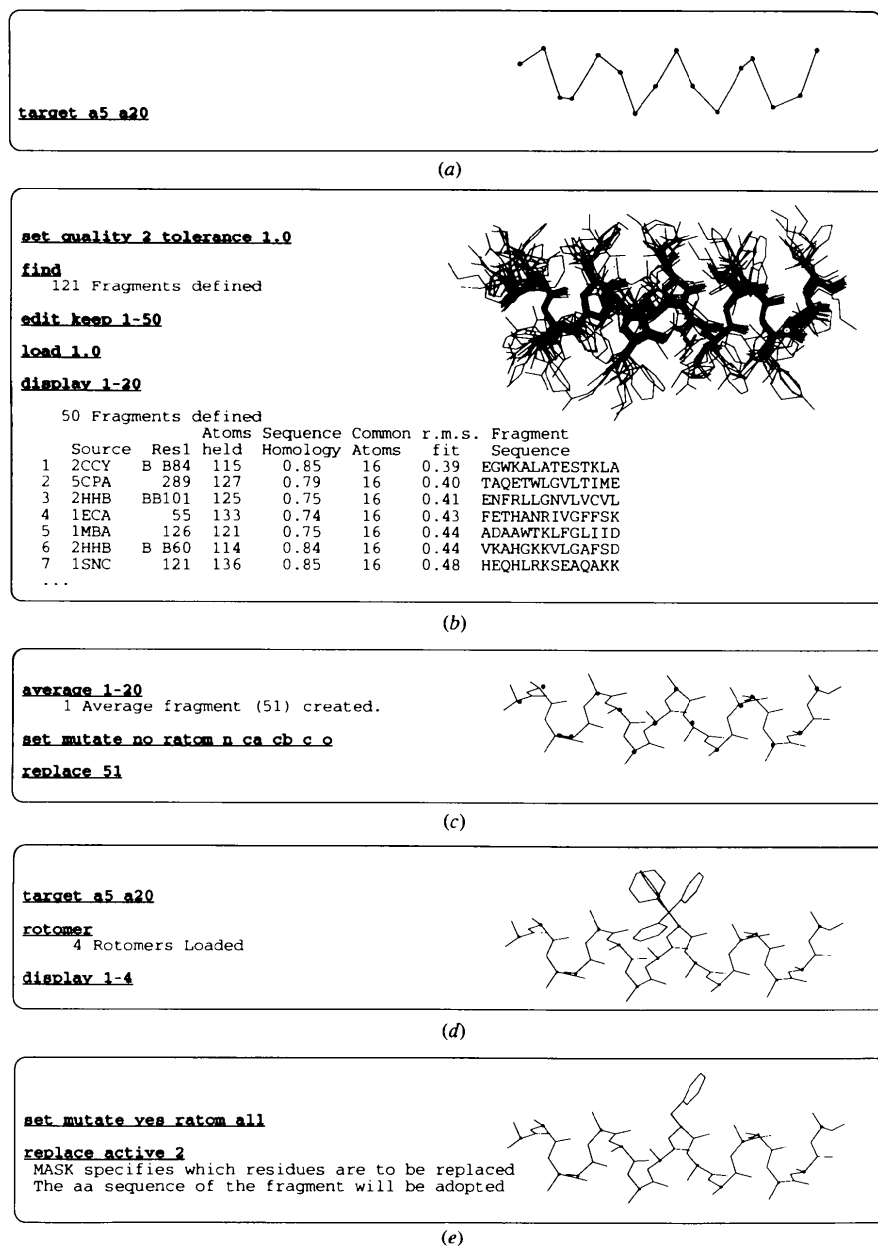 target a5 a20
(a)
set quality 2 tolerance 1.0
find
121 Fragments defined
edit keep 1-50
load 1.0
display 1-20
50 Fragments defined
Atoms Sequence Common r.m.s. Fragment
Source Res1 held Homology Atoms fit Sequence
1 2CCY B B84 115 0.85 16 0.39 EGWKALATESTKLA
2 5CPA 289 127 0.79 16 0.40 TAQETWLGVLTIME
3 2HHB BB101 125 0.75 16 0.41 ENFRLLGNVLVCVL
4 1ECA 55 133 0.74 16 0.43 FETHANRIVGFFSK
5 1MBA 126 121 0.75 16 0.44 ADAAWTKLFGLIID
6 2HHB B B60 114 0.84 16 0.44 VKAHGKKVLGAFSD
7 1SNC 121 136 0.85 16 0.48 HEQHLRKSEAQAKK
...
(b)
average 1-20
1 Average fragment (51) created.
set mutate no ratom n ca cb c o
replace 51
(c)
target a5 a20
rotomer
4 Rotomers Loaded
display 1-4
(d)
set mutate yes ratom all
replace active 2
MASK specifies which residues are to be replaced
The aa sequence of the fragment will be adopted
(e)